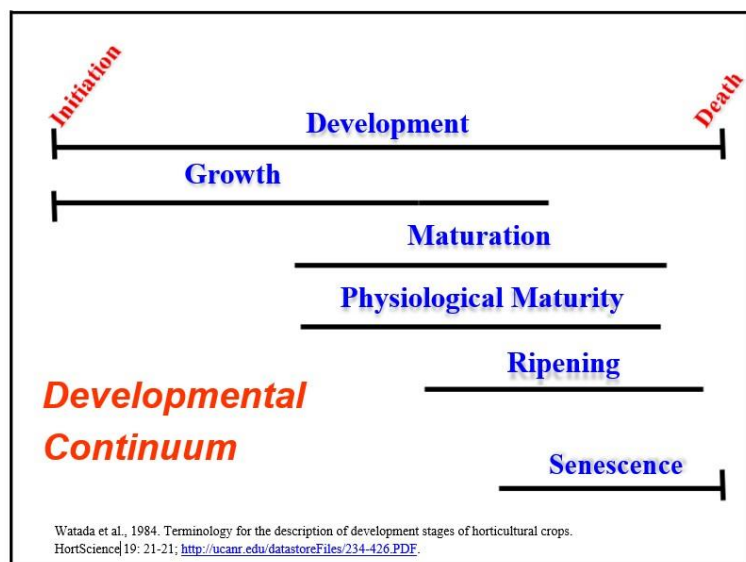 Initiation
Death
Development
Growth
Maturation
Physiological Maturity
Ripening
Developmental
Continuum
Senescence
Watada et al., 1984. Terminology for the description of development stages of horticultural crops.
HortScience 19: 21-21; http://ucanr.edu/datastoreFiles/234-426.PDF.